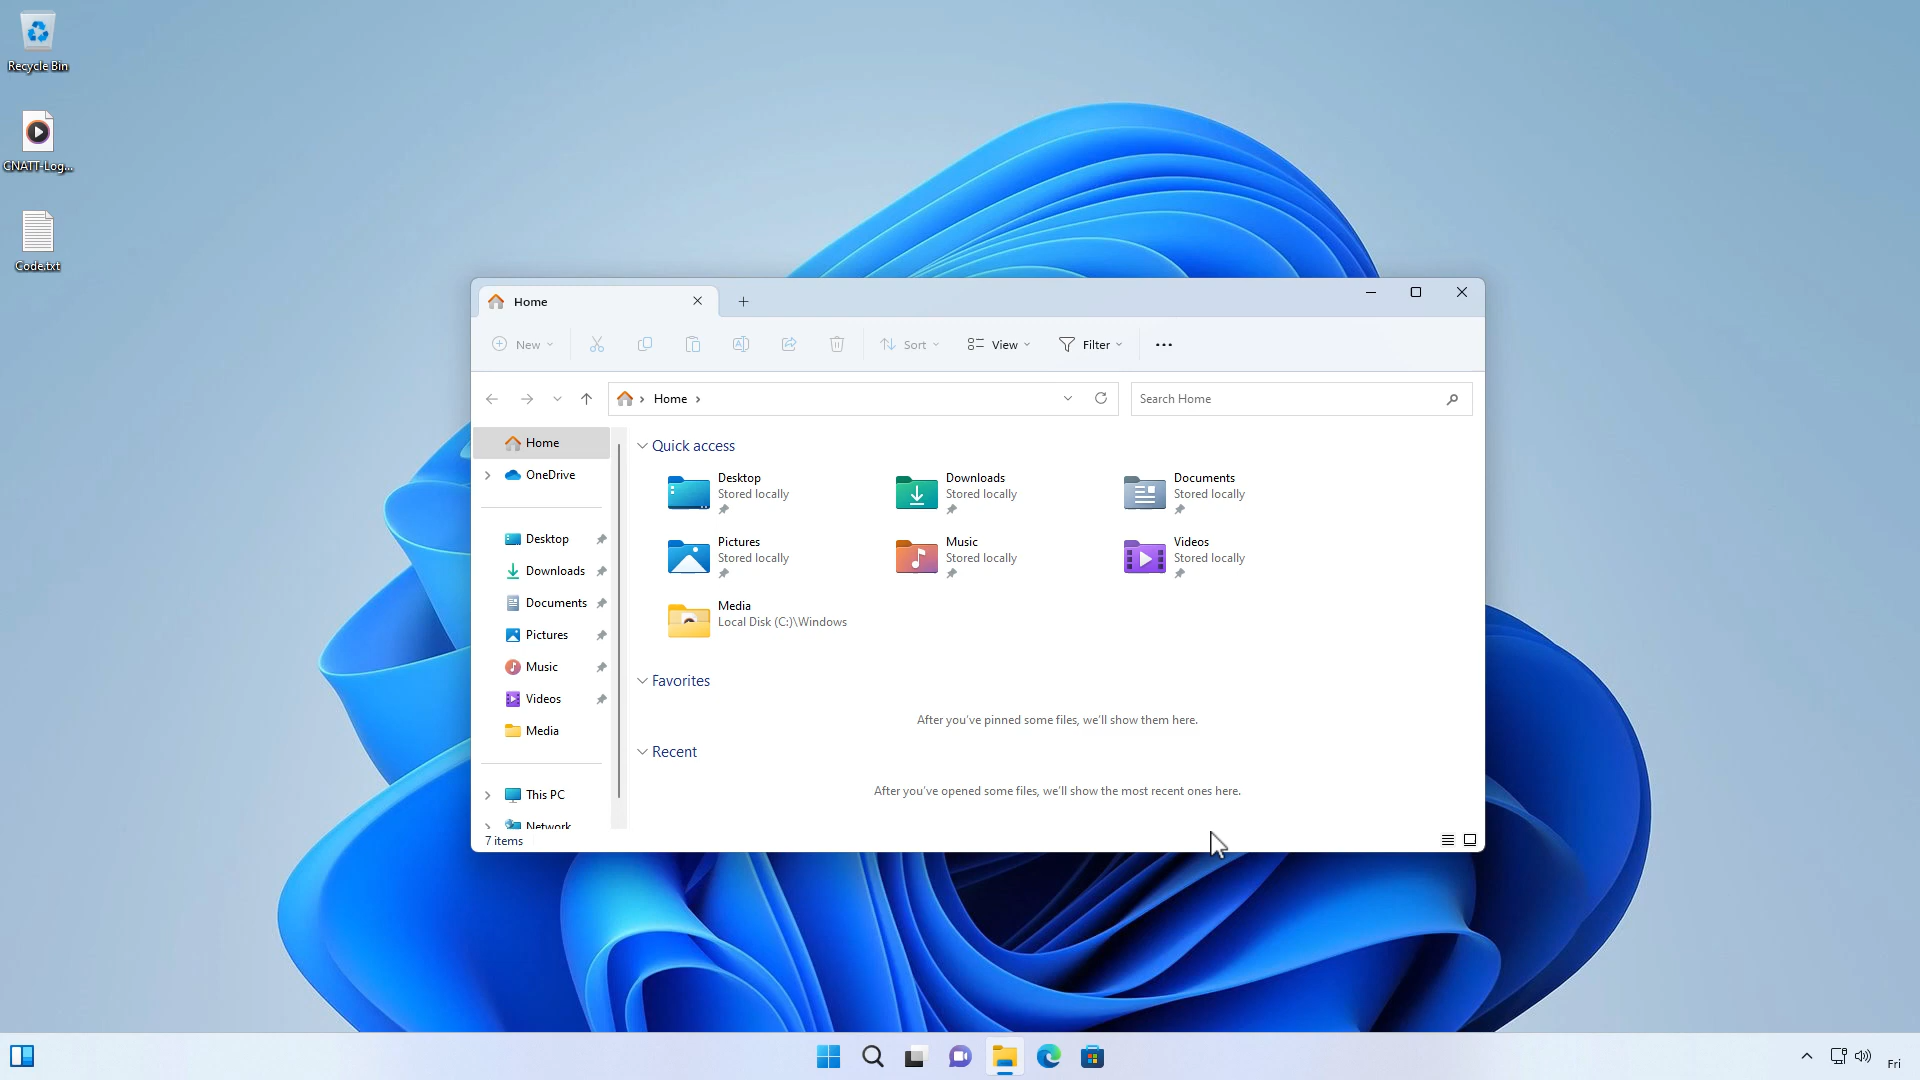 Recycle Bin
CNATT-Log...
Code.txt
Home
New
Sort
View
Filter
Home
Search Home
Home
OneDrive
Desktop
Downloads
Documents
Pictures
Music
Videos
Media
This PC
Network
Quick access
Desktop
Stored locally
Downloads
Stored locally
Documents
Stored locally
Pictures
Stored locally
Music
Stored locally
Videos
Stored locally
Media
Local Disk (C:)\Windows
Favorites
After you've pinned some files, we'll show them here.
Recent
After you've opened some files, we'll show the most recent ones here.
7 items
Fri